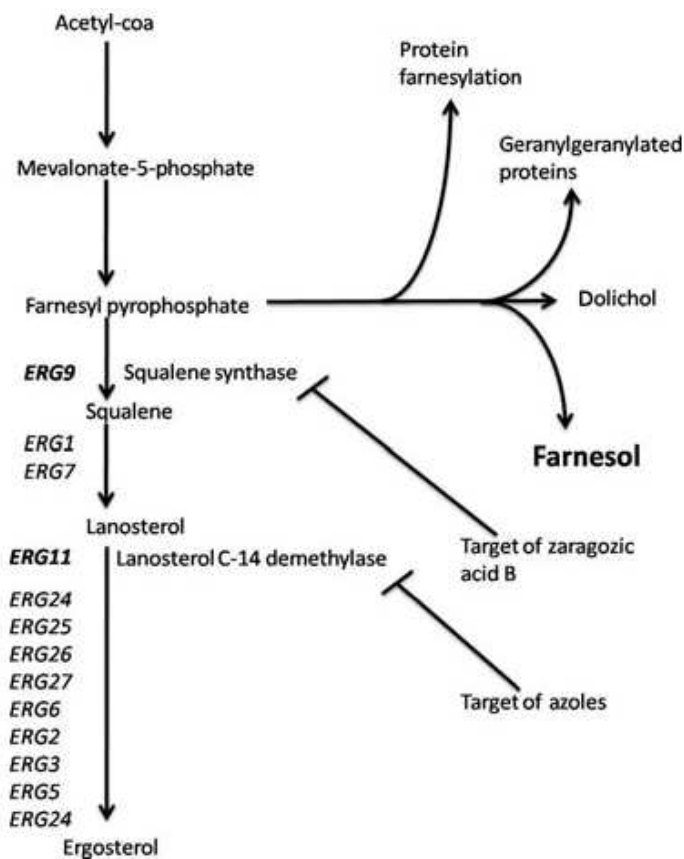 Acetyl-coa
Protein
farnesylation
Geranylgeranylated
proteins
Mevalonate-5-phosphate
Farnesyl pyrophosphate
Dolichol
ERG9
Squalene synthase
Squalene
Farnesol
ERG1
ERG7
Lanosterol
ERG11
Lanosterol C-14 demethylase
Target of zaragozic
acid B
ERG24
ERG25
ERG26
ERG27
ERG6
ERG2
ERG3
ERG5
ERG24
Target of azoles
Ergosterol